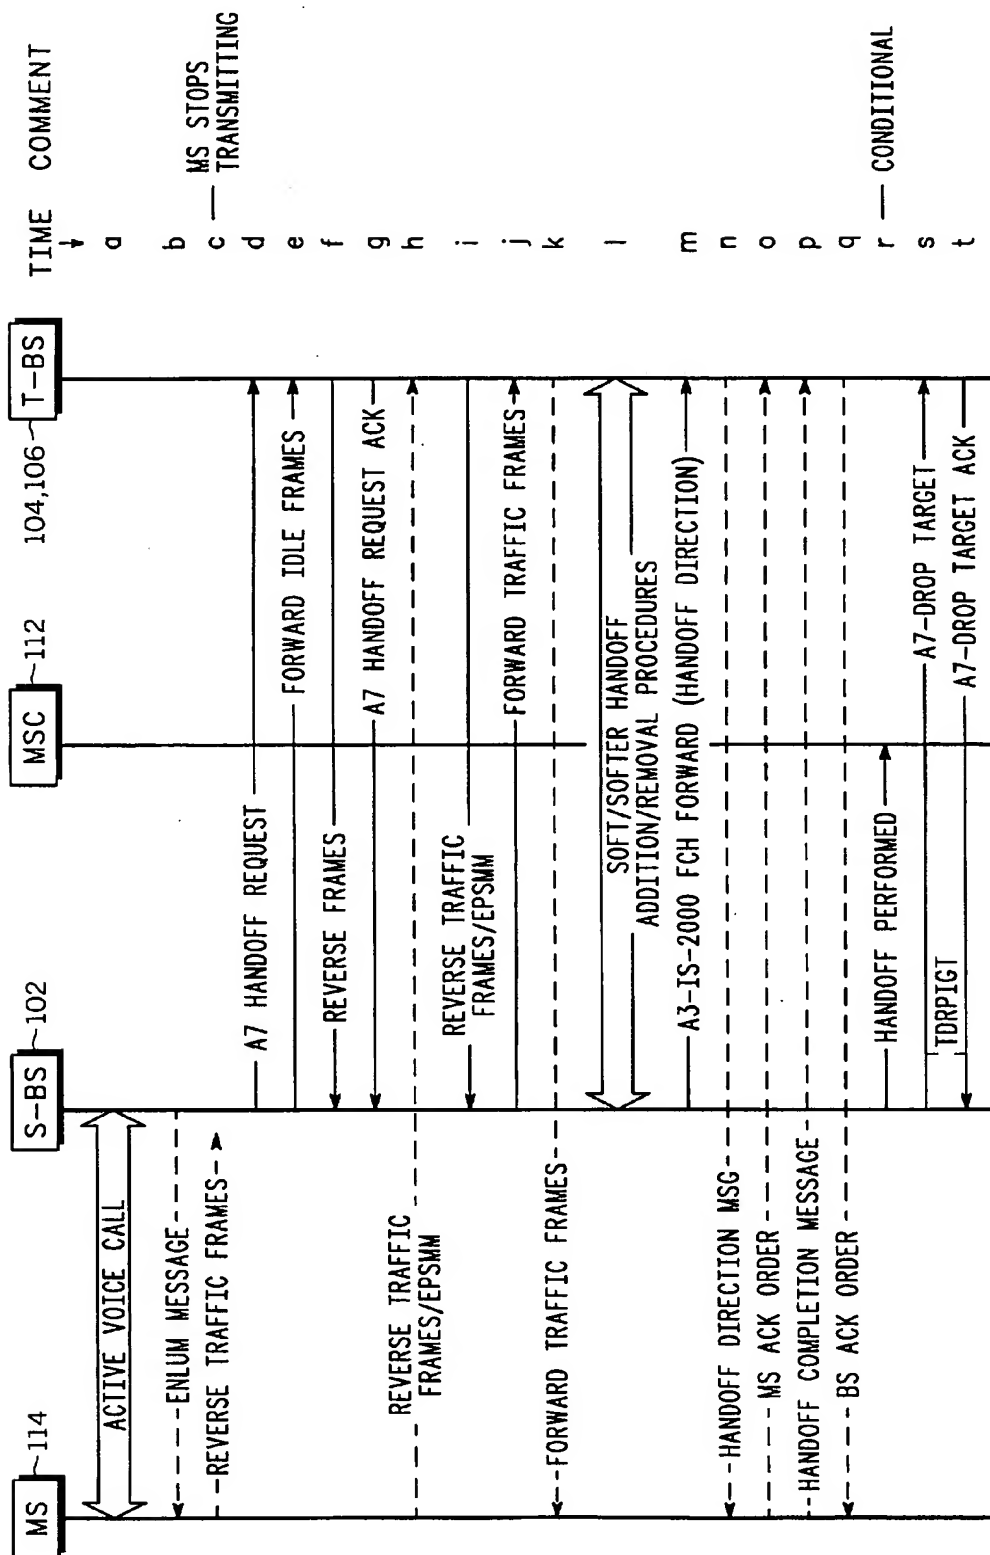 MS
114
S-BS
102
MSC
112
T-BS
104,106
TIME
COMMENT
ACTIVE VOICE CALL
a
ENLUM MESSAGE
b
REVERSE TRAFFIC FRAMES
c
MS STOPS
TRANSMITTING
A7 HANDOFF REQUEST
d
FORWARD IDLE FRAMES
e
REVERSE FRAMES
f
A7 HANDOFF REQUEST ACK
g
REVERSE TRAFFIC
FRAMES/EPSMM
h
REVERSE TRAFFIC
FRAMES/EPSMM
i
FORWARD TRAFFIC FRAMES
j
FORWARD TRAFFIC FRAMES
k
SOFT/SOFTER HANDOFF
ADDITION/REMOVAL PROCEDURES
l
A3-IS-2000 FCH FORWARD (HANDOFF DIRECTION)
m
HANDOFF DIRECTION MSG
n
MS ACK ORDER
o
HANDOFF COMPLETION MESSAGE
p
BS ACK ORDER
q
HANDOFF PERFORMED
r
CONDITIONAL
A7-DROP TARGET
s
TDRPTGT
A7-DROP TARGET ACK
t